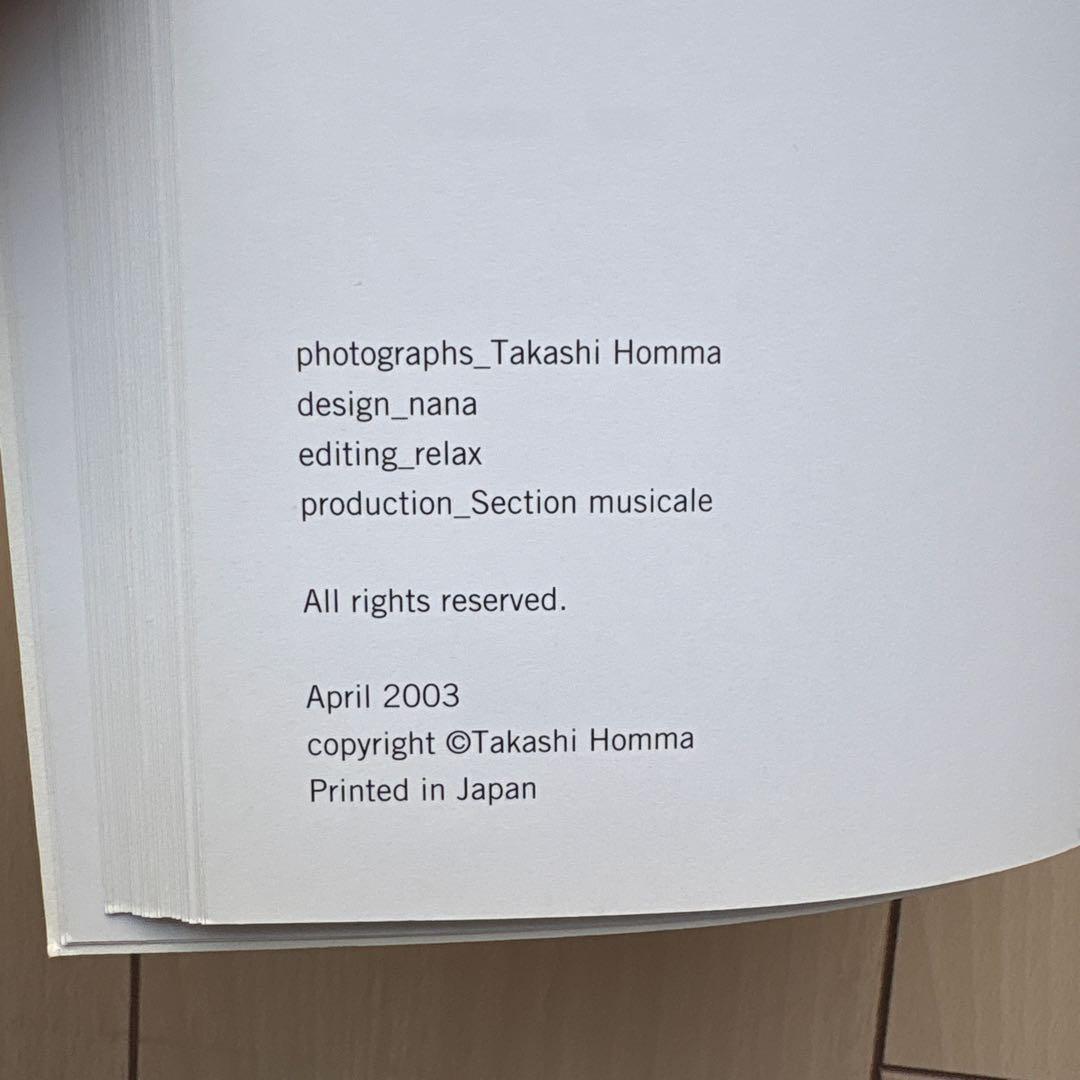 photographs_Takashi Homma
design_nana
editing_relax
production_Section musicale
All rights reserved.
April 2003
copyright ©Takashi Homma
Printed in Japan